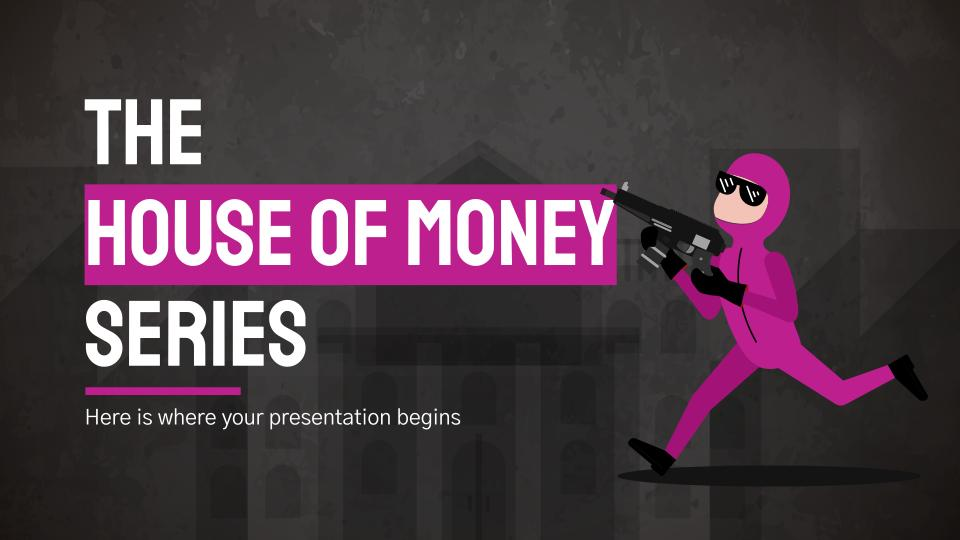 THE
HOUSE OF MONEY
SERIES
Here is where your presentation begins